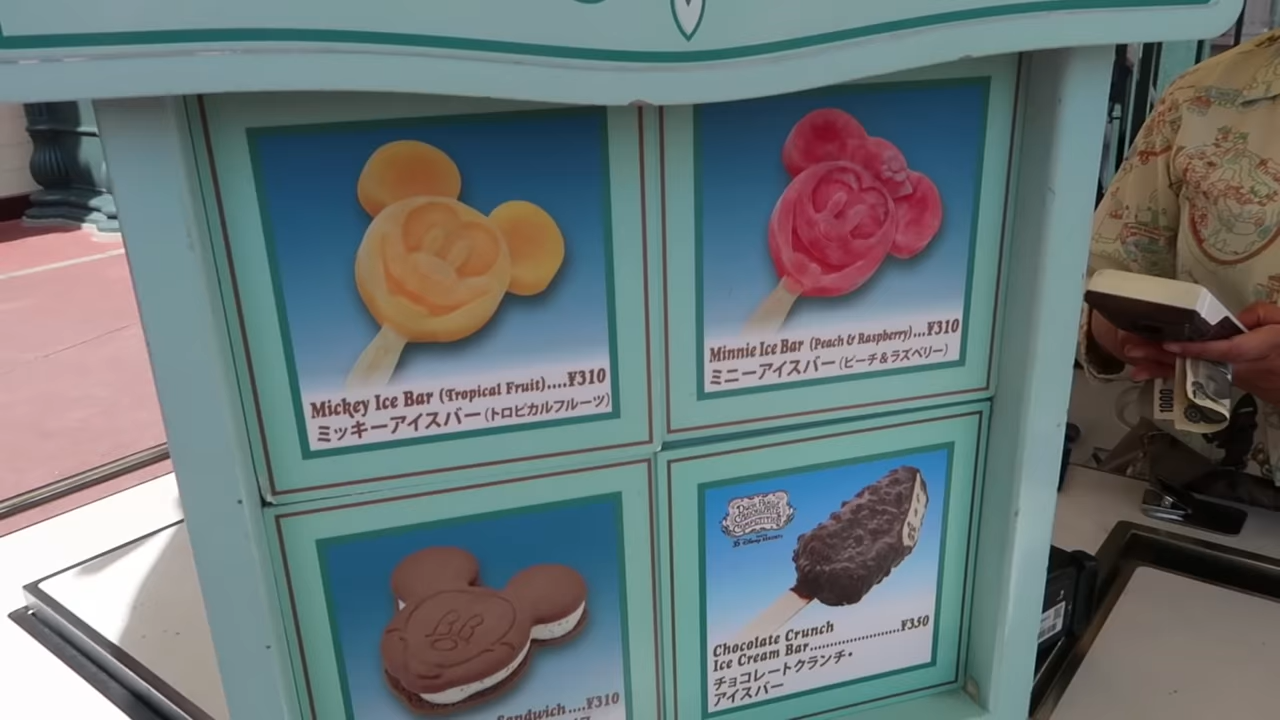 Mickey Ice Bar (Tropical Fruit)....¥310
ミッキーアイスバー(トロピカルフルーツ)
Minnie Ice Bar (Peach & Raspberry)...¥310
ミニーアイスバー(ピーチ&ラズベリー)
Sandwich....¥310
Chocolate Crunch
Ice Cream Bar......................¥350
チョコレートクランチ・
アイスバー
1000